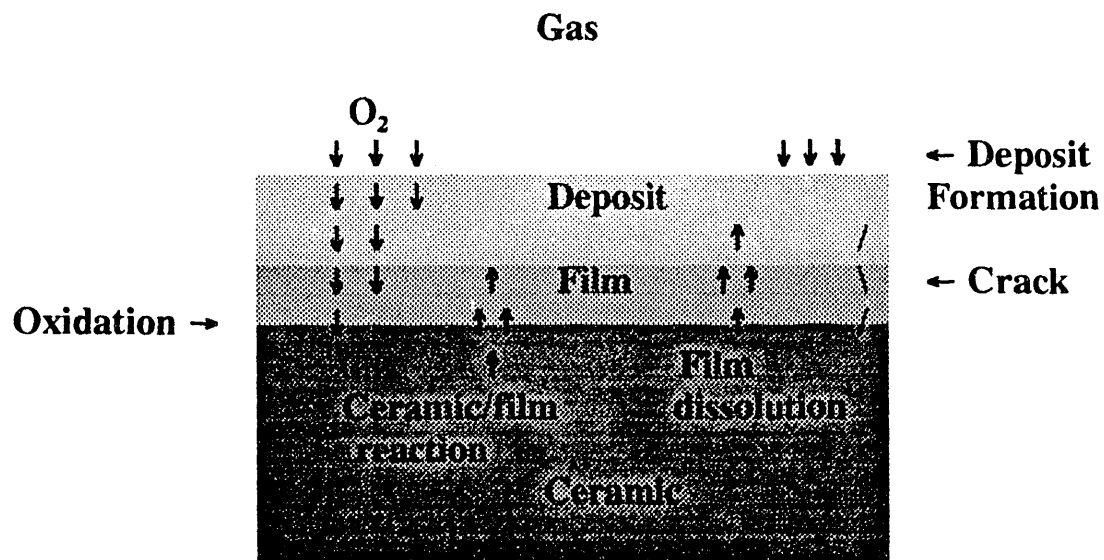 Gas
O₂
← Deposit
Formation
Deposit
Film
← Crack
Oxidation →
Film
dissolution
Ceramic/film
reaction
Ceramic